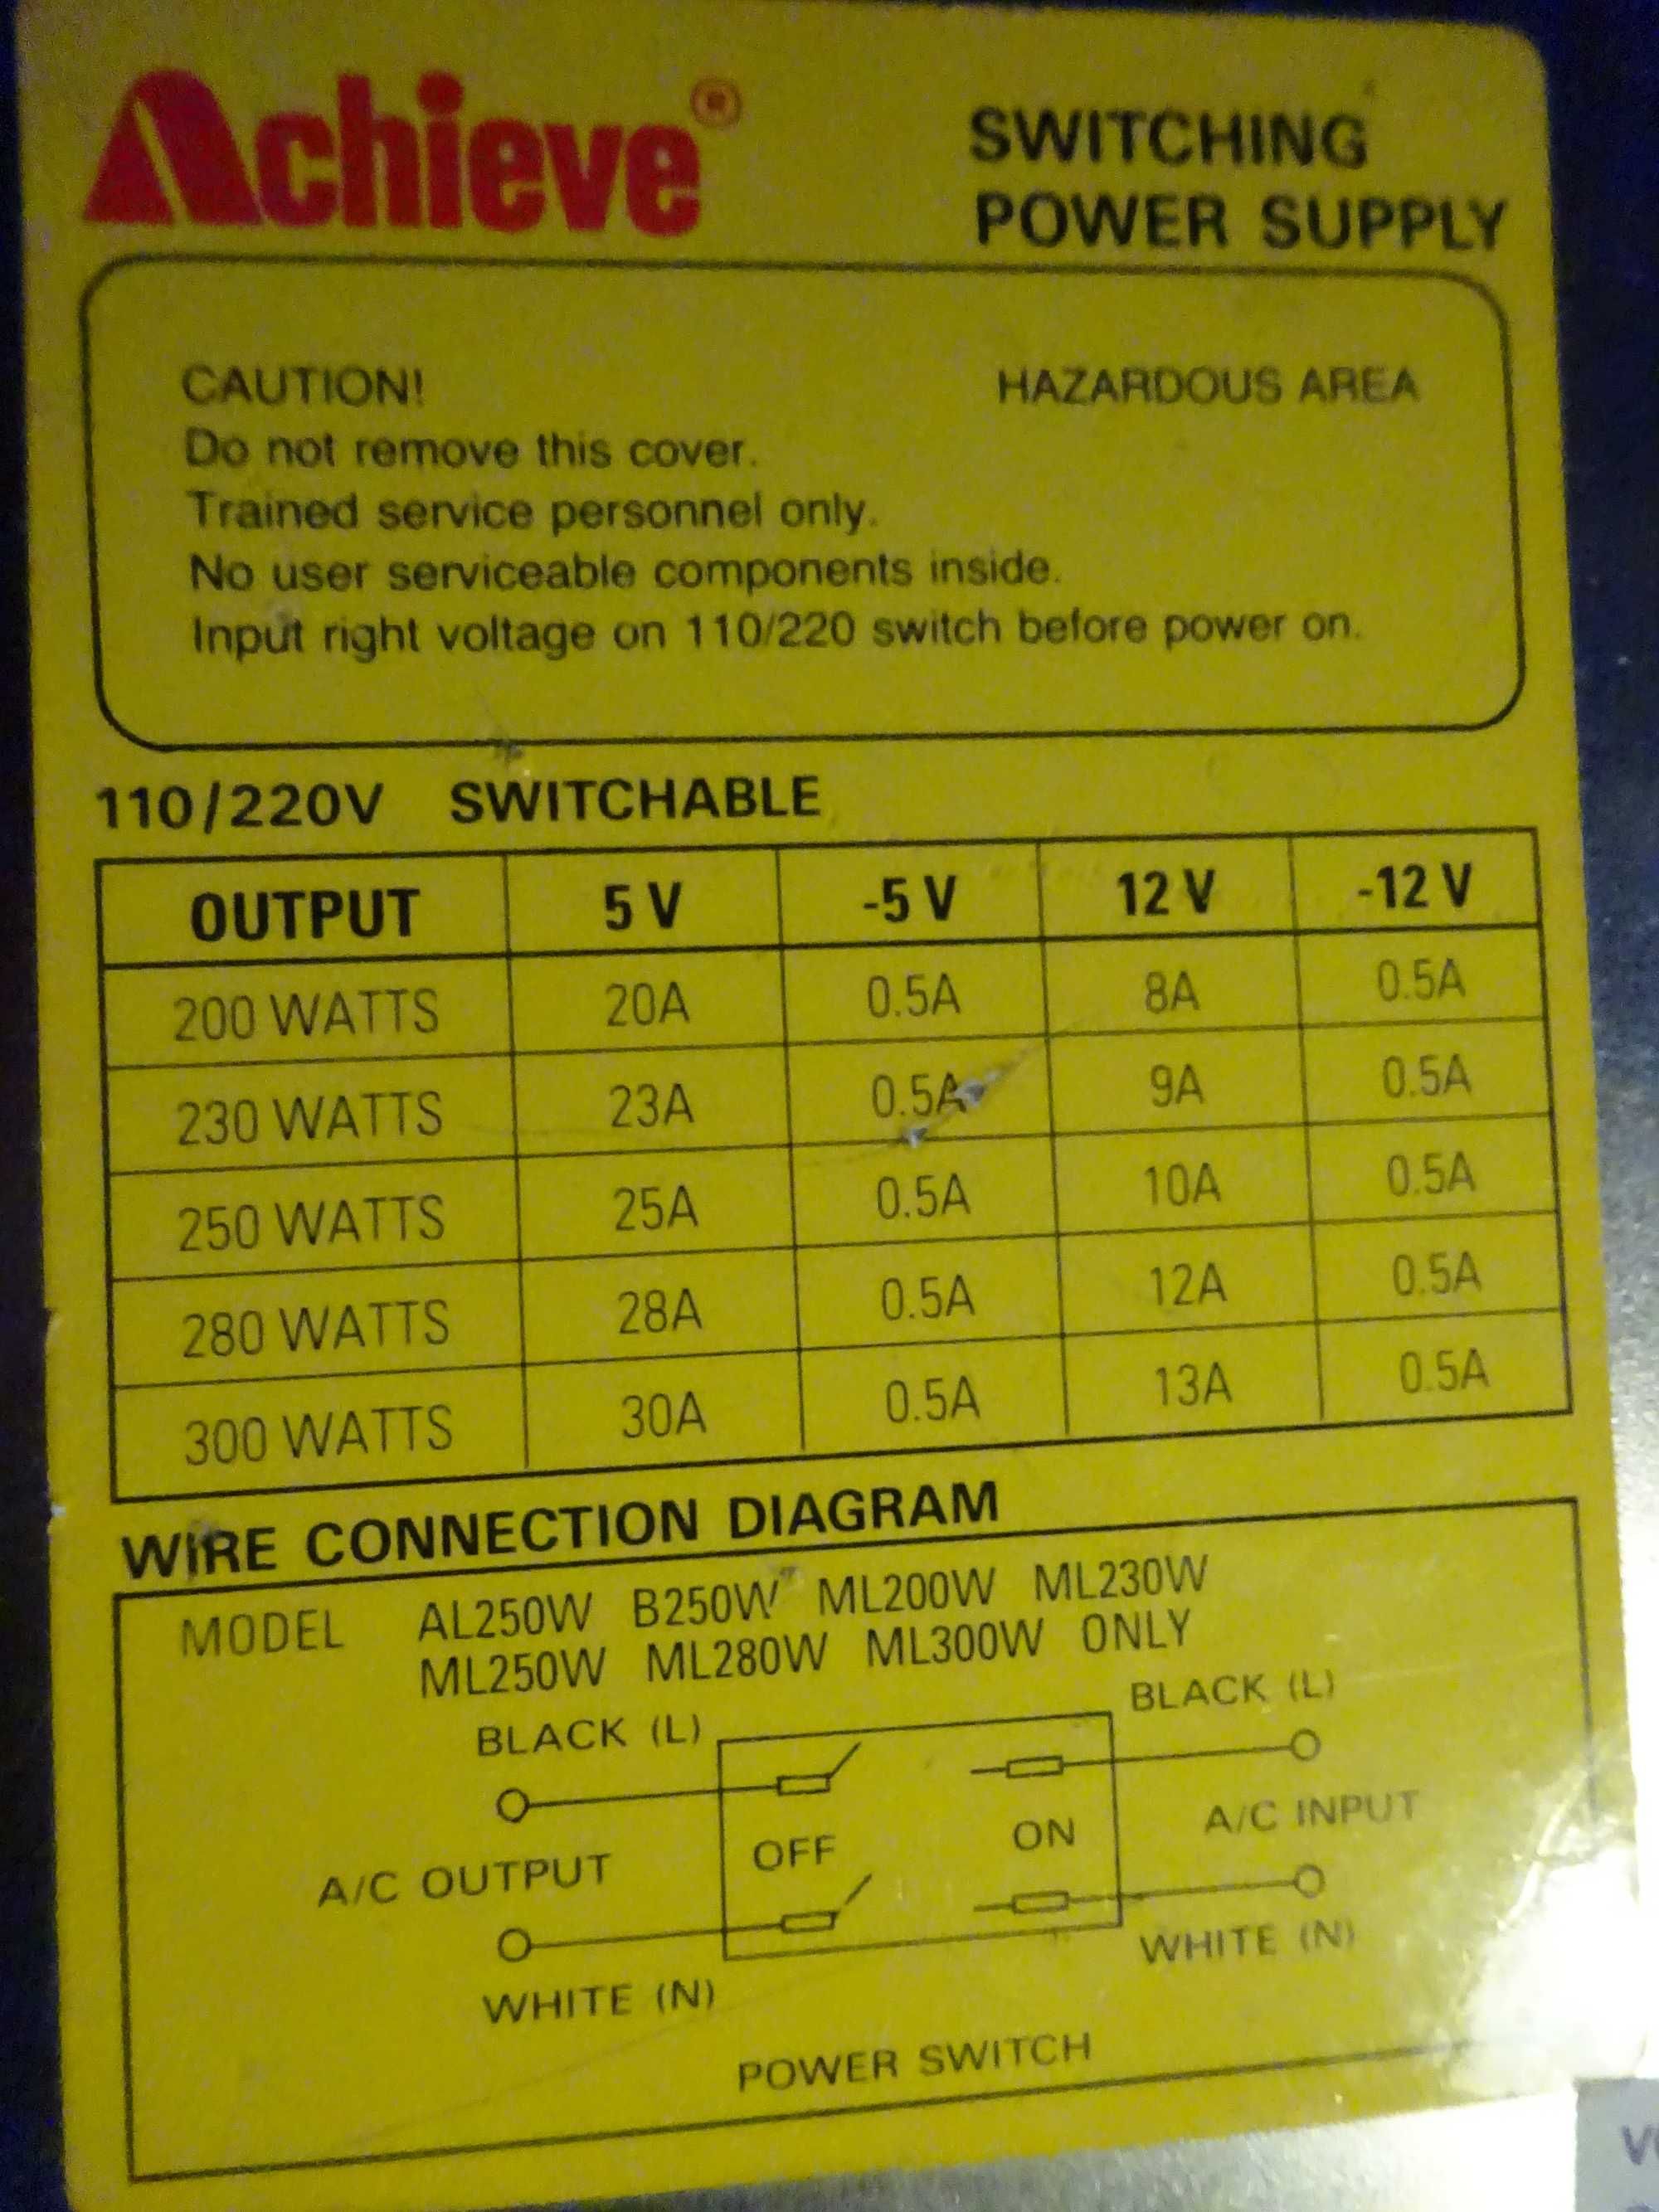 Achieve®
SWITCHING
POWER SUPPLY
CAUTION! HAZARDOUS AREA
Do not remove this cover.
Trained service personnel only.
No user serviceable components inside.
Input right voltage on 110/220 switch before power on.
110/220V SWITCHABLE
OUTPUT 5 V -5 V 12 V -12 V
200 WATTS 20A 0.5A 8A 0.5A
230 WATTS 23A 0.5A 9A 0.5A
250 WATTS 25A 0.5A 10A 0.5A
280 WATTS 28A 0.5A 12A 0.5A
300 WATTS 30A 0.5A 13A 0.5A
WIRE CONNECTION DIAGRAM
MODEL AL250W B250W ML200W ML230W
ML250W ML280W ML300W ONLY
BLACK (L) BLACK (L)
OFF ON
A/C OUTPUT A/C INPUT
WHITE (N) WHITE (N)
POWER SWITCH